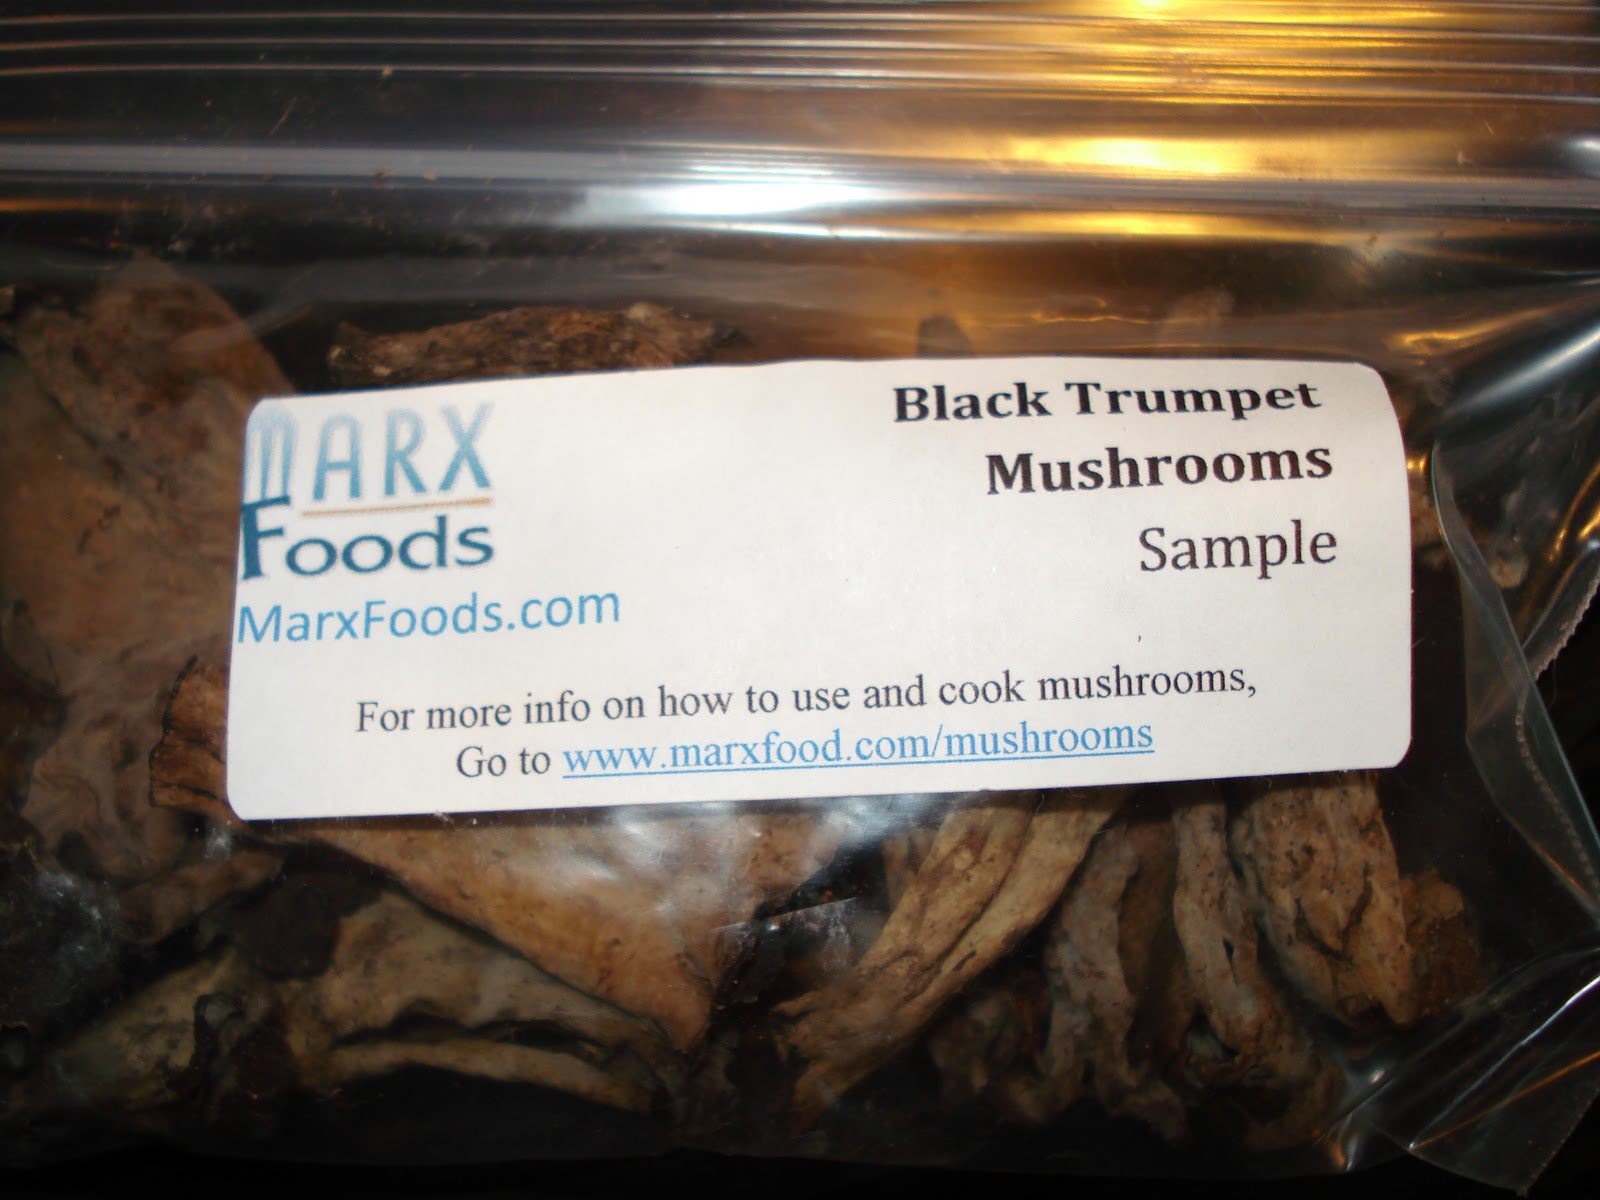 MARX
Foods
MarxFoods.com
Black Trumpet
Mushrooms
Sample
For more info on how to use and cook mushrooms,
Go to www.marxfood.com/mushrooms